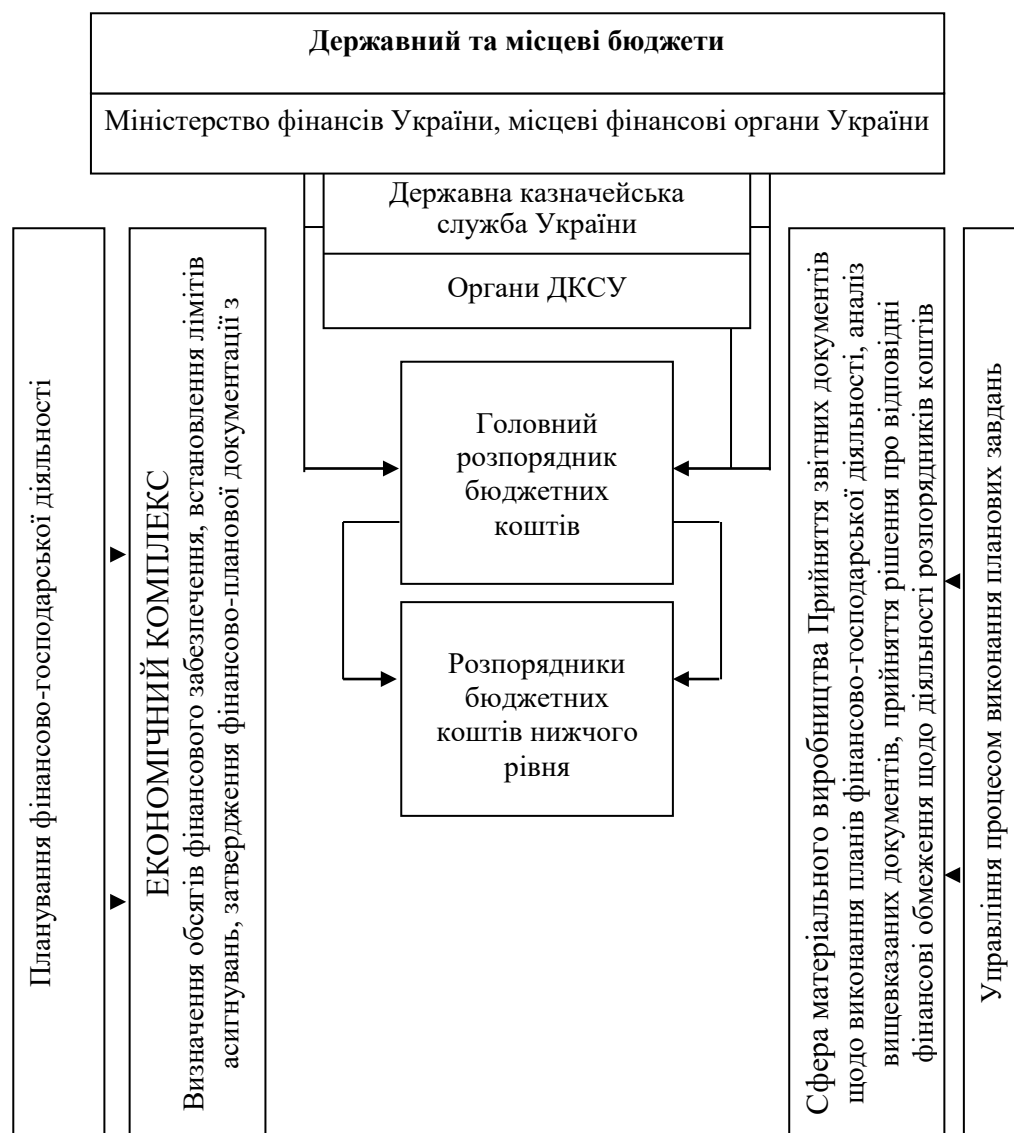 Державний та місцеві бюджети
Міністерство фінансів України, місцеві фінансові органи України
Державна казначейська
служба України
Органи ДКСУ
Планування фінансово-господарської діяльності
ЕКОНОМІЧНИЙ КОМПЛЕКС
Визначення обсягів фінансового забезпечення, встановлення лімітів
асигнувань, затвердження фінансово-планової документації з
Головний
розпорядник
бюджетних
коштів
Розпорядники
бюджетних
коштів нижчого
рівня
Сфера матеріального виробництва Прийняття звітних документів
щодо виконання планів фінансово-господарської діяльності, аналіз
вищевказаних документів, прийняття рішення про відповідні
фінансові обмеження щодо діяльності розпорядників коштів
Управління процесом виконання планових завдань